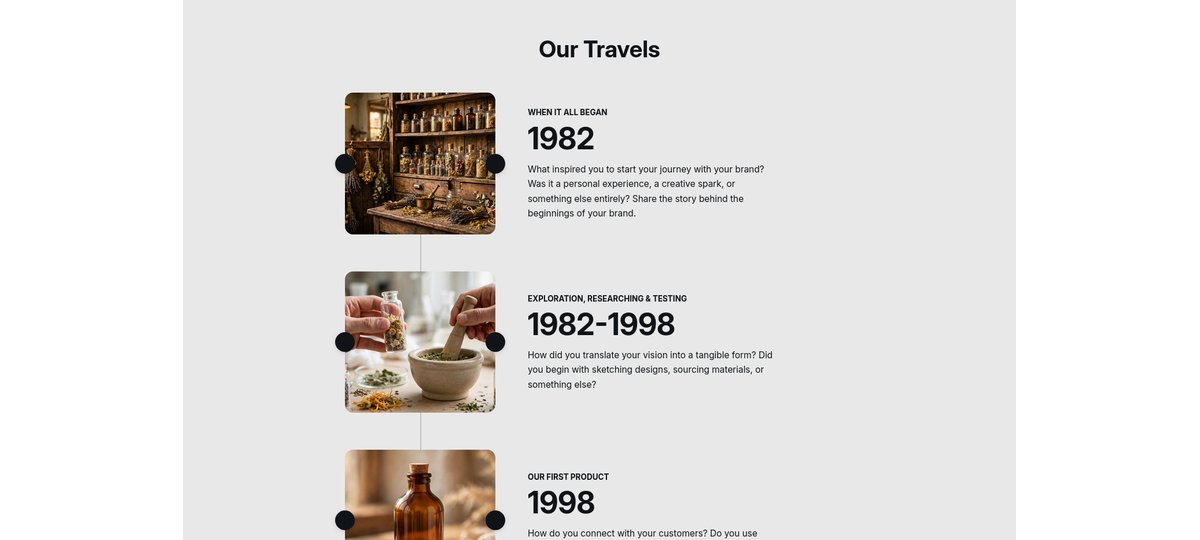 Our Travels
WHEN IT ALL BEGAN
1982
What inspired you to start your journey with your brand?
Was it a personal experience, a creative spark, or
something else entirely? Share the story behind the
beginnings of your brand.
EXPLORATION, RESEARCHING & TESTING
1982-1998
How did you translate your vision into a tangible form? Did
you begin with sketching designs, sourcing materials, or
something else?
OUR FIRST PRODUCT
1998
How do you connect with your customers? Do you use